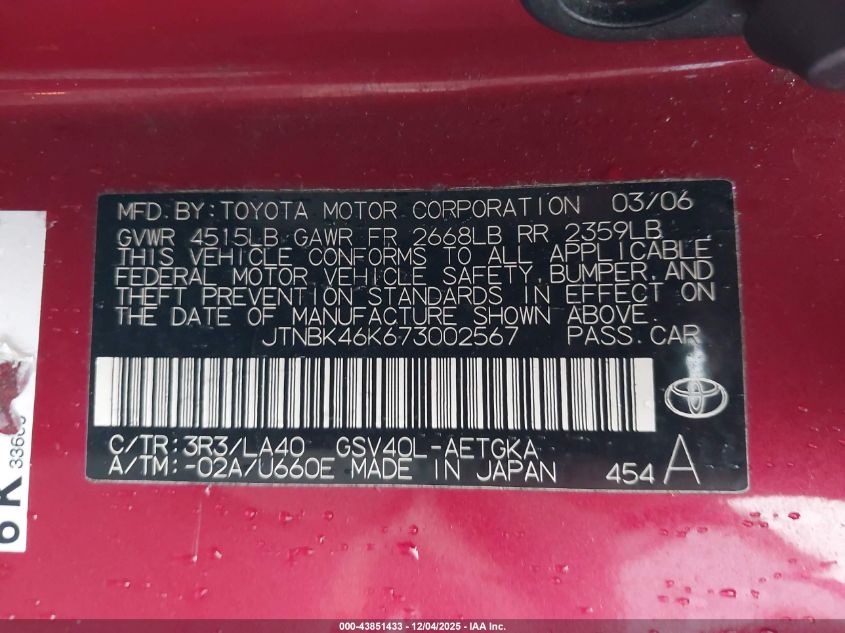 MFD BY:TOYOTA MOTOR CORPORATION 03/06
GVWR 4515LB GAWR FR 2668LB RR 2359LB
THIS VEHICLE CONFORMS TO ALL APPLICABLE
FEDERAL MOTOR VEHICLE SAFETY, BUMPER, AND
THEFT PREVENTION STANDARDS IN EFFECT ON
THE DATE OF MANUFACTURE SHOWN ABOVE.
JTNBK46K673002567 PASS.CAR
C/TR:3R3/LA40 GSV40L-AETGKA
A/TM:-02A/U660E MADE IN JAPAN 454 A
000-43851433 - 12/04/2025 - IAA Inc.